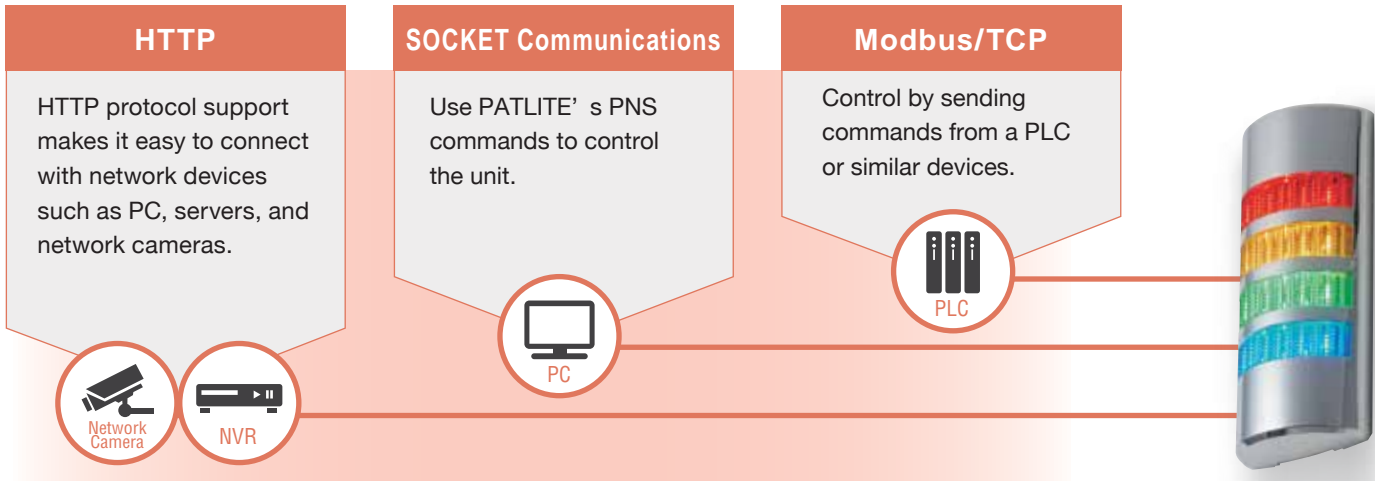 HTTP
HTTP protocol support
makes it easy to connect
with network devices
such as PC, servers, and
network cameras.
Network
Camera
NVR
SOCKET Communications
Use PATLITE’ s PNS
commands to control
the unit.
PC
Modbus/TCP
Control by sending
commands from a PLC
or similar devices.
PLC